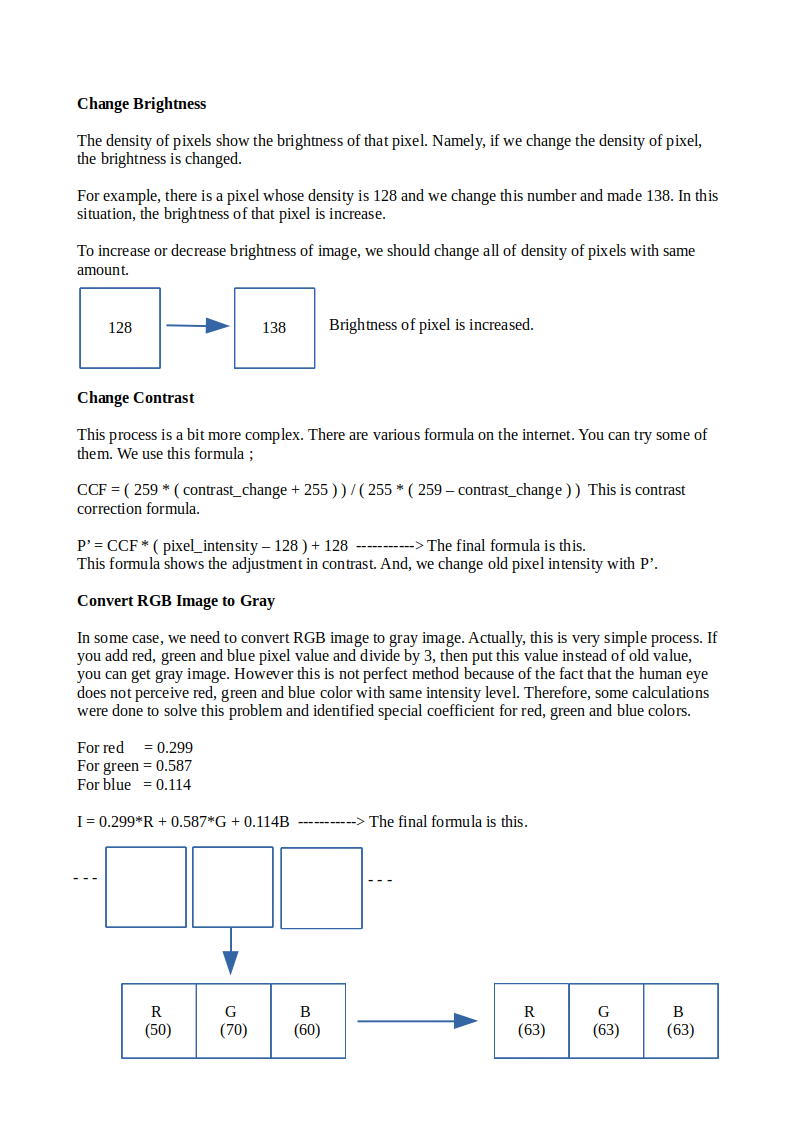 Change Brightness
The density of pixels show the brightness of that pixel. Namely, if we change the density of pixel,
the brightness is changed.
For example, there is a pixel whose density is 128 and we change this number and made 138. In this
situation, the brightness of that pixel is increase.
To increase or decrease brightness of image, we should change all of density of pixels with same
amount.
128 138 Brightness of pixel is increased.
Change Contrast
This process is a bit more complex. There are various formula on the internet. You can try some of
them. We use this formula ;
CCF = ( 259 * ( contrast_change + 255 ) ) / ( 255 * ( 259 – contrast_change ) )  This is contrast
correction formula.
P’ = CCF * ( pixel_intensity – 128 ) + 128  -----------> The final formula is this.
This formula shows the adjustment in contrast. And, we change old pixel intensity with P’.
Convert RGB Image to Gray
In some case, we need to convert RGB image to gray image. Actually, this is very simple process. If
you add red, green and blue pixel value and divide by 3, then put this value instead of old value,
you can get gray image. However this is not perfect method because of the fact that the human eye
does not perceive red, green and blue color with same intensity level. Therefore, some calculations
were done to solve this problem and identified special coefficient for red, green and blue colors.
For red = 0.299
For green = 0.587
For blue = 0.114
I = 0.299*R + 0.587*G + 0.114B  -----------> The final formula is this.
- - - - - -
R G B R G B
(50) (70) (60) (63) (63) (63)